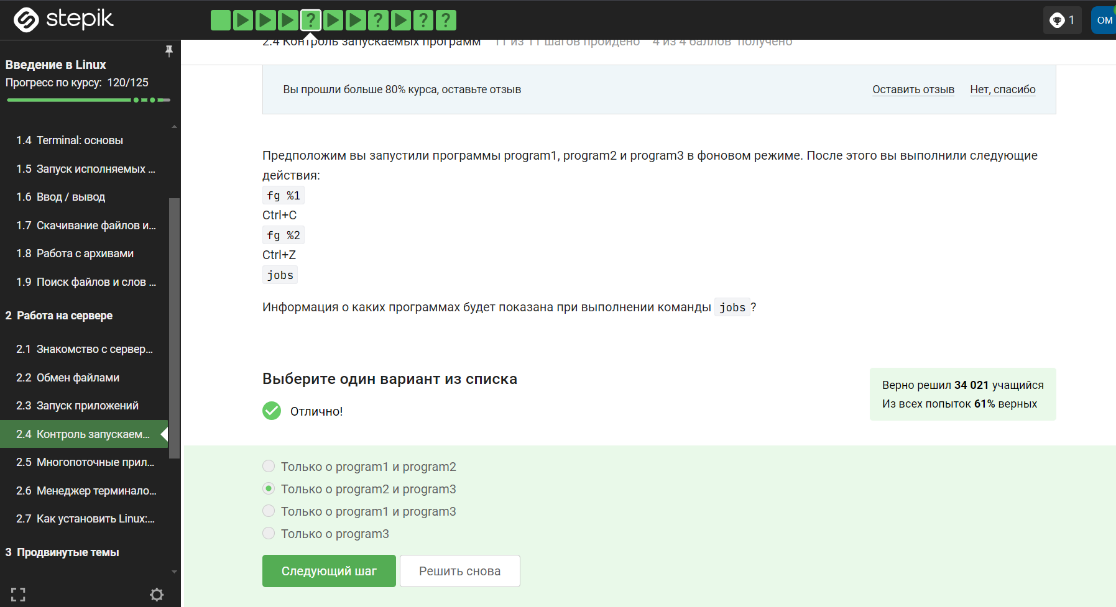 stepik
? ? ? ?
1
ОМ
2.4 Контроль запускаемых программ 11 из 11 шагов пройдено 4 из 4 баллов получено
Введение в Linux
Прогресс по курсу: 120/125
1.4 Terminal: основы
1.5 Запуск исполняемых ...
1.6 Ввод / вывод
1.7 Скачивание файлов и...
1.8 Работа с архивами
1.9 Поиск файлов и слов ...
2 Работа на сервере
2.1 Знакомство с сервер...
2.2 Обмен файлами
2.3 Запуск приложений
2.4 Контроль запускаем...
2.5 Многопоточные прил...
2.6 Менеджер терминало...
2.7 Как установить Linux:...
3 Продвинутые темы
Вы прошли больше 80% курса, оставьте отзыв
Оставить отзыв Нет, спасибо
Предположим вы запустили программы program1, program2 и program3 в фоновом режиме. После этого вы выполнили следующие
действия:
fg %1
Ctrl+C
fg %2
Ctrl+Z
jobs
Информация о каких программах будет показана при выполнении команды jobs ?
Выберите один вариант из списка
Отлично!
Верно решил 34 021 учащийся
Из всех попыток 61% верных
Только о program1 и program2
Только о program2 и program3
Только о program1 и program3
Только о program3
Следующий шаг
Решить снова